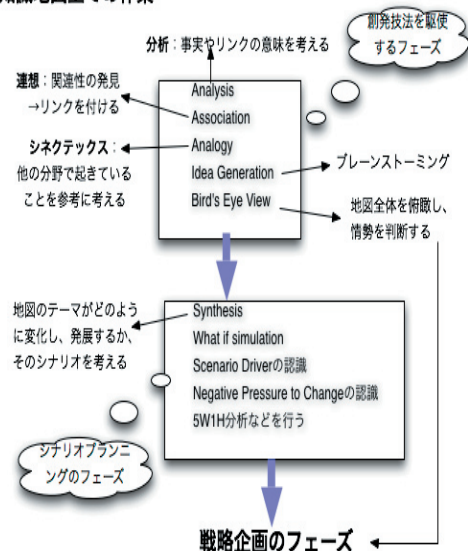 創発技法を駆使
するフェーズ
分析：事実やリンクの意味を考える
連想：関連性の発見
→リンクを付ける
シネクテックス：
他の分野で起きている
ことを参考に考える
Analysis
Association
Analogy
Idea Generation
Bird's Eye View
ブレーンストーミング
地図全体を俯瞰し、
情勢を判断する
地図のテーマがどのよう
に変化し、発展するか、
そのシナリオを考える
Synthesis
What if simulation
Scenario Driverの認識
Negative Pressure to Changeの認識
5W1H分析などを行う
シナリオプランニ
ングのフェーズ
戦略企画のフェーズ